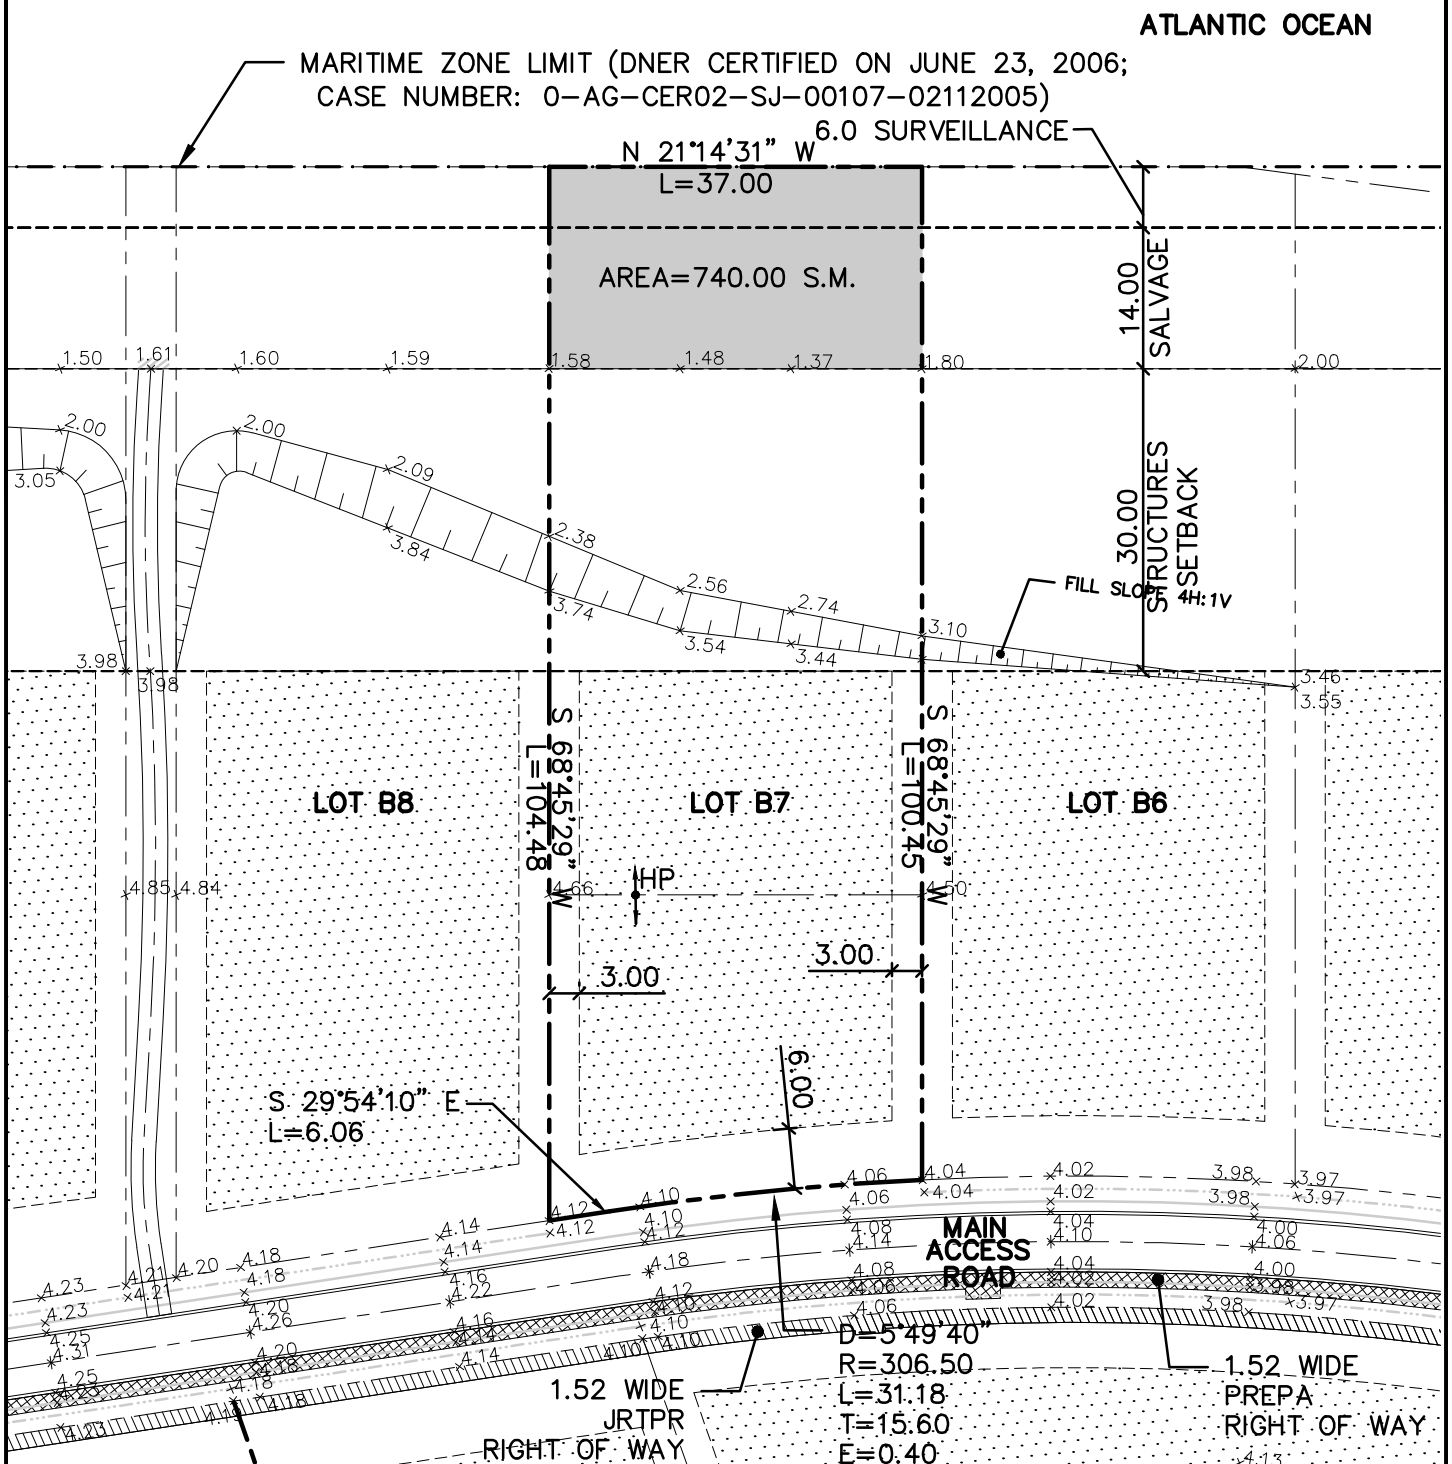 ATLANTIC OCEAN
MARITIME ZONE LIMIT (DNER CERTIFIED ON JUNE 23, 2006;
CASE NUMBER: 0-AG-CER02-SJ-00107-02112005)
6.0 SURVEILLANCE
N 21°14'31" W
L=37.00
AREA=740.00 S.M.
14.00
SALVAGE
1.50
1.61
1.60
1.59
1.58
1.48
1.37
1.80
2.00
2.00
2.00
2.09
3.05
3.84
2.38
3.74
2.56
3.54
2.74
3.44
3.10
30.00
STRUCTURES
SETBACK
FILL SLOPE 4H:1V
3.98
3.98
3.46
3.55
S 68°45'29" W
L=104.48
S 68°45'29" W
L=100.45
LOT B8
LOT B7
LOT B6
4.85
4.84
4.66
HP
4.50
3.00
3.00
6.00
S 29°54'10" E
L=6.06
4.12
4.10
4.06
4.04
4.02
3.98
3.97
4.12
4.10
4.06
4.04
4.02
3.98
3.97
4.14
4.14
4.12
4.08
4.14
4.04
4.10
4.00
4.06
MAIN
ACCESS
ROAD
4.23
4.21
4.20
4.18
4.18
4.16
4.18
4.08
4.06
4.04
4.02
4.00
3.98
4.23
4.21
4.20
4.22
4.12
4.10
4.06
4.02
3.98
3.97
4.25
4.26
4.16
4.14
4.10
4.31
4.20
4.18
4.14
4.10
4.10
4.25
4.23
4.18
4.18
4.23
D=5°49'40"
R=306.50
L=31.18
T=15.60
E=0.40
1.52 WIDE
JRTPR
RIGHT OF WAY
1.52 WIDE
PREPA
RIGHT OF WAY
4.13